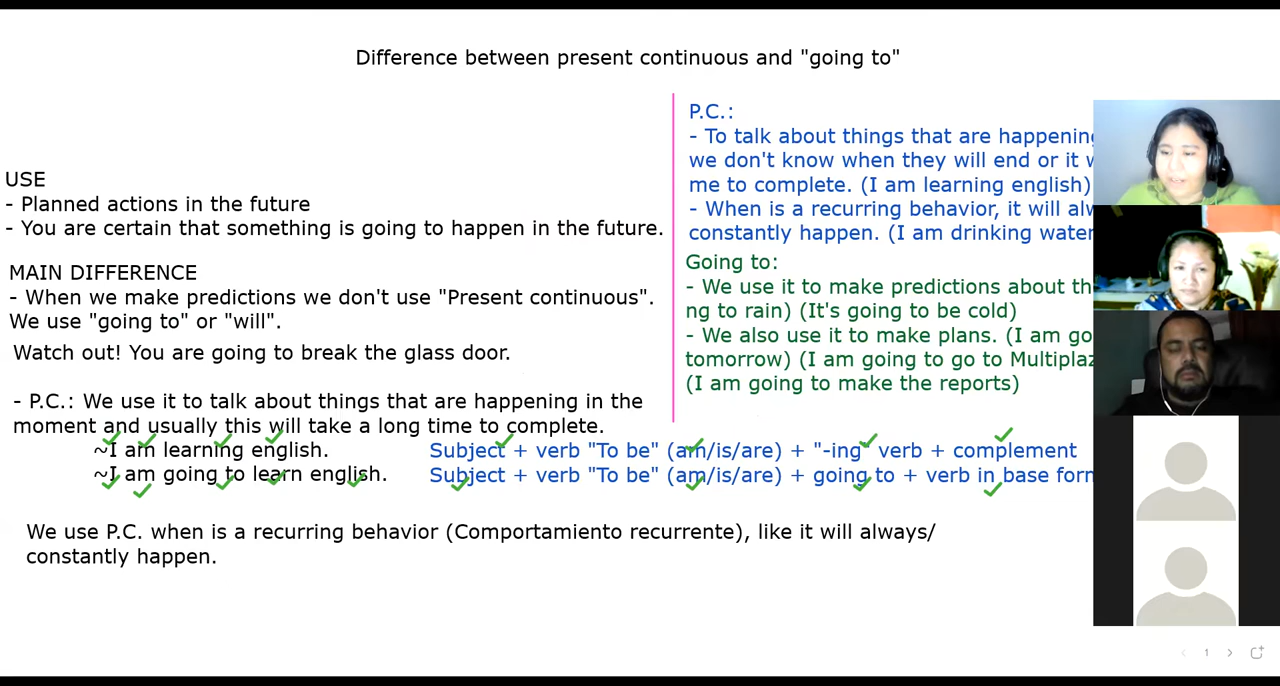 Difference between present continuous and "going to"
USE
- Planned actions in the future
- You are certain that something is going to happen in the future.
MAIN DIFFERENCE
- When we make predictions we don't use "Present continuous".
We use "going to" or "will".
Watch out! You are going to break the glass door.
- P.C.: We use it to talk about things that are happening in the
moment and usually this will take a long time to complete.
~I am learning english.
~I am going to learn english.
Subject + verb "To be" (am/is/are) + "-ing" verb + complement
Subject + verb "To be" (am/is/are) + going to + verb in base
We use P.C. when is a recurring behavior (Comportamiento recurrente), like it will always/
constantly happen.
P.C.:
- To talk about things that are happening
we don't know when they will end or it
me to complete. (I am learning english)
- When is a recurring behavior, it will
constantly happen. (I am drinking water
Going to:
- We use it to make predictions about
ng to rain) (It's going to be cold)
- We also use it to make plans. (I am
tomorrow) (I am going to go to
(I am going to make the reports)
1